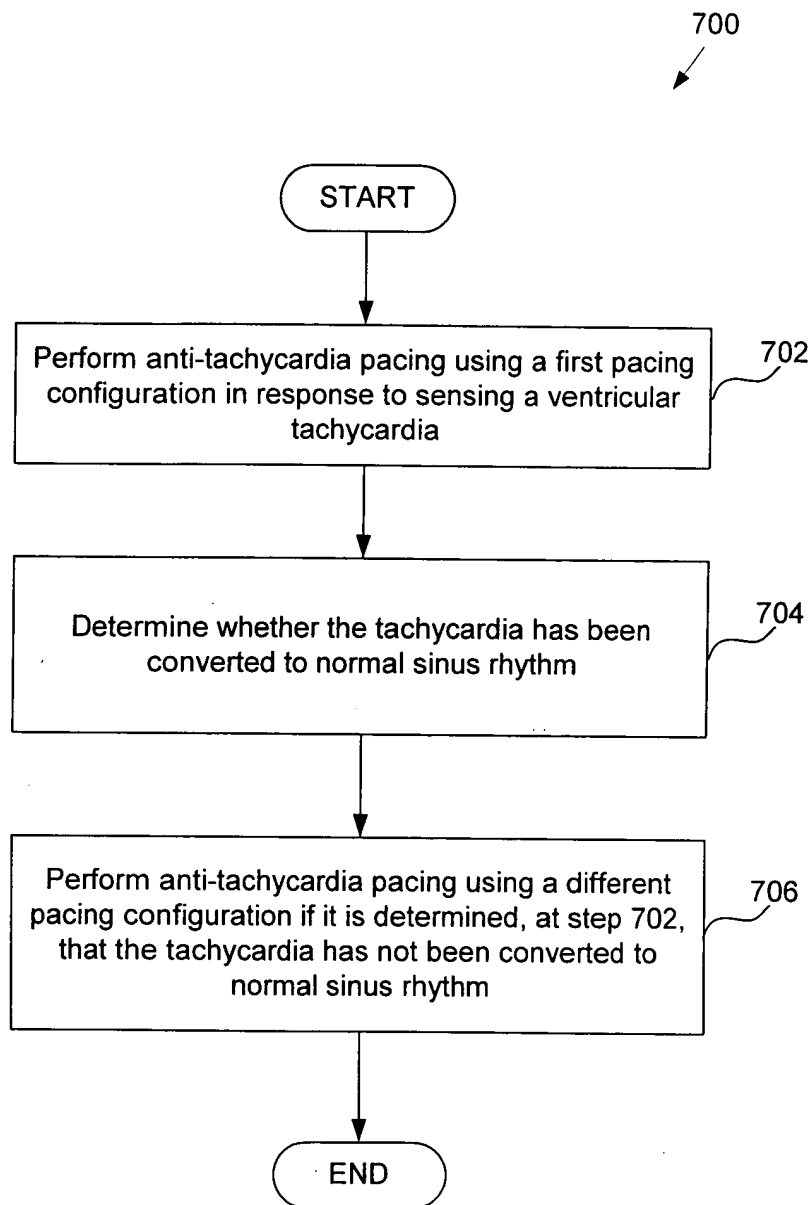 700
START
Perform anti-tachycardia pacing using a first pacing
configuration in response to sensing a ventricular
tachycardia
702
Determine whether the tachycardia has been
converted to normal sinus rhythm
704
Perform anti-tachycardia pacing using a different
pacing configuration if it is determined, at step 702,
that the tachycardia has not been converted to
normal sinus rhythm
706
END